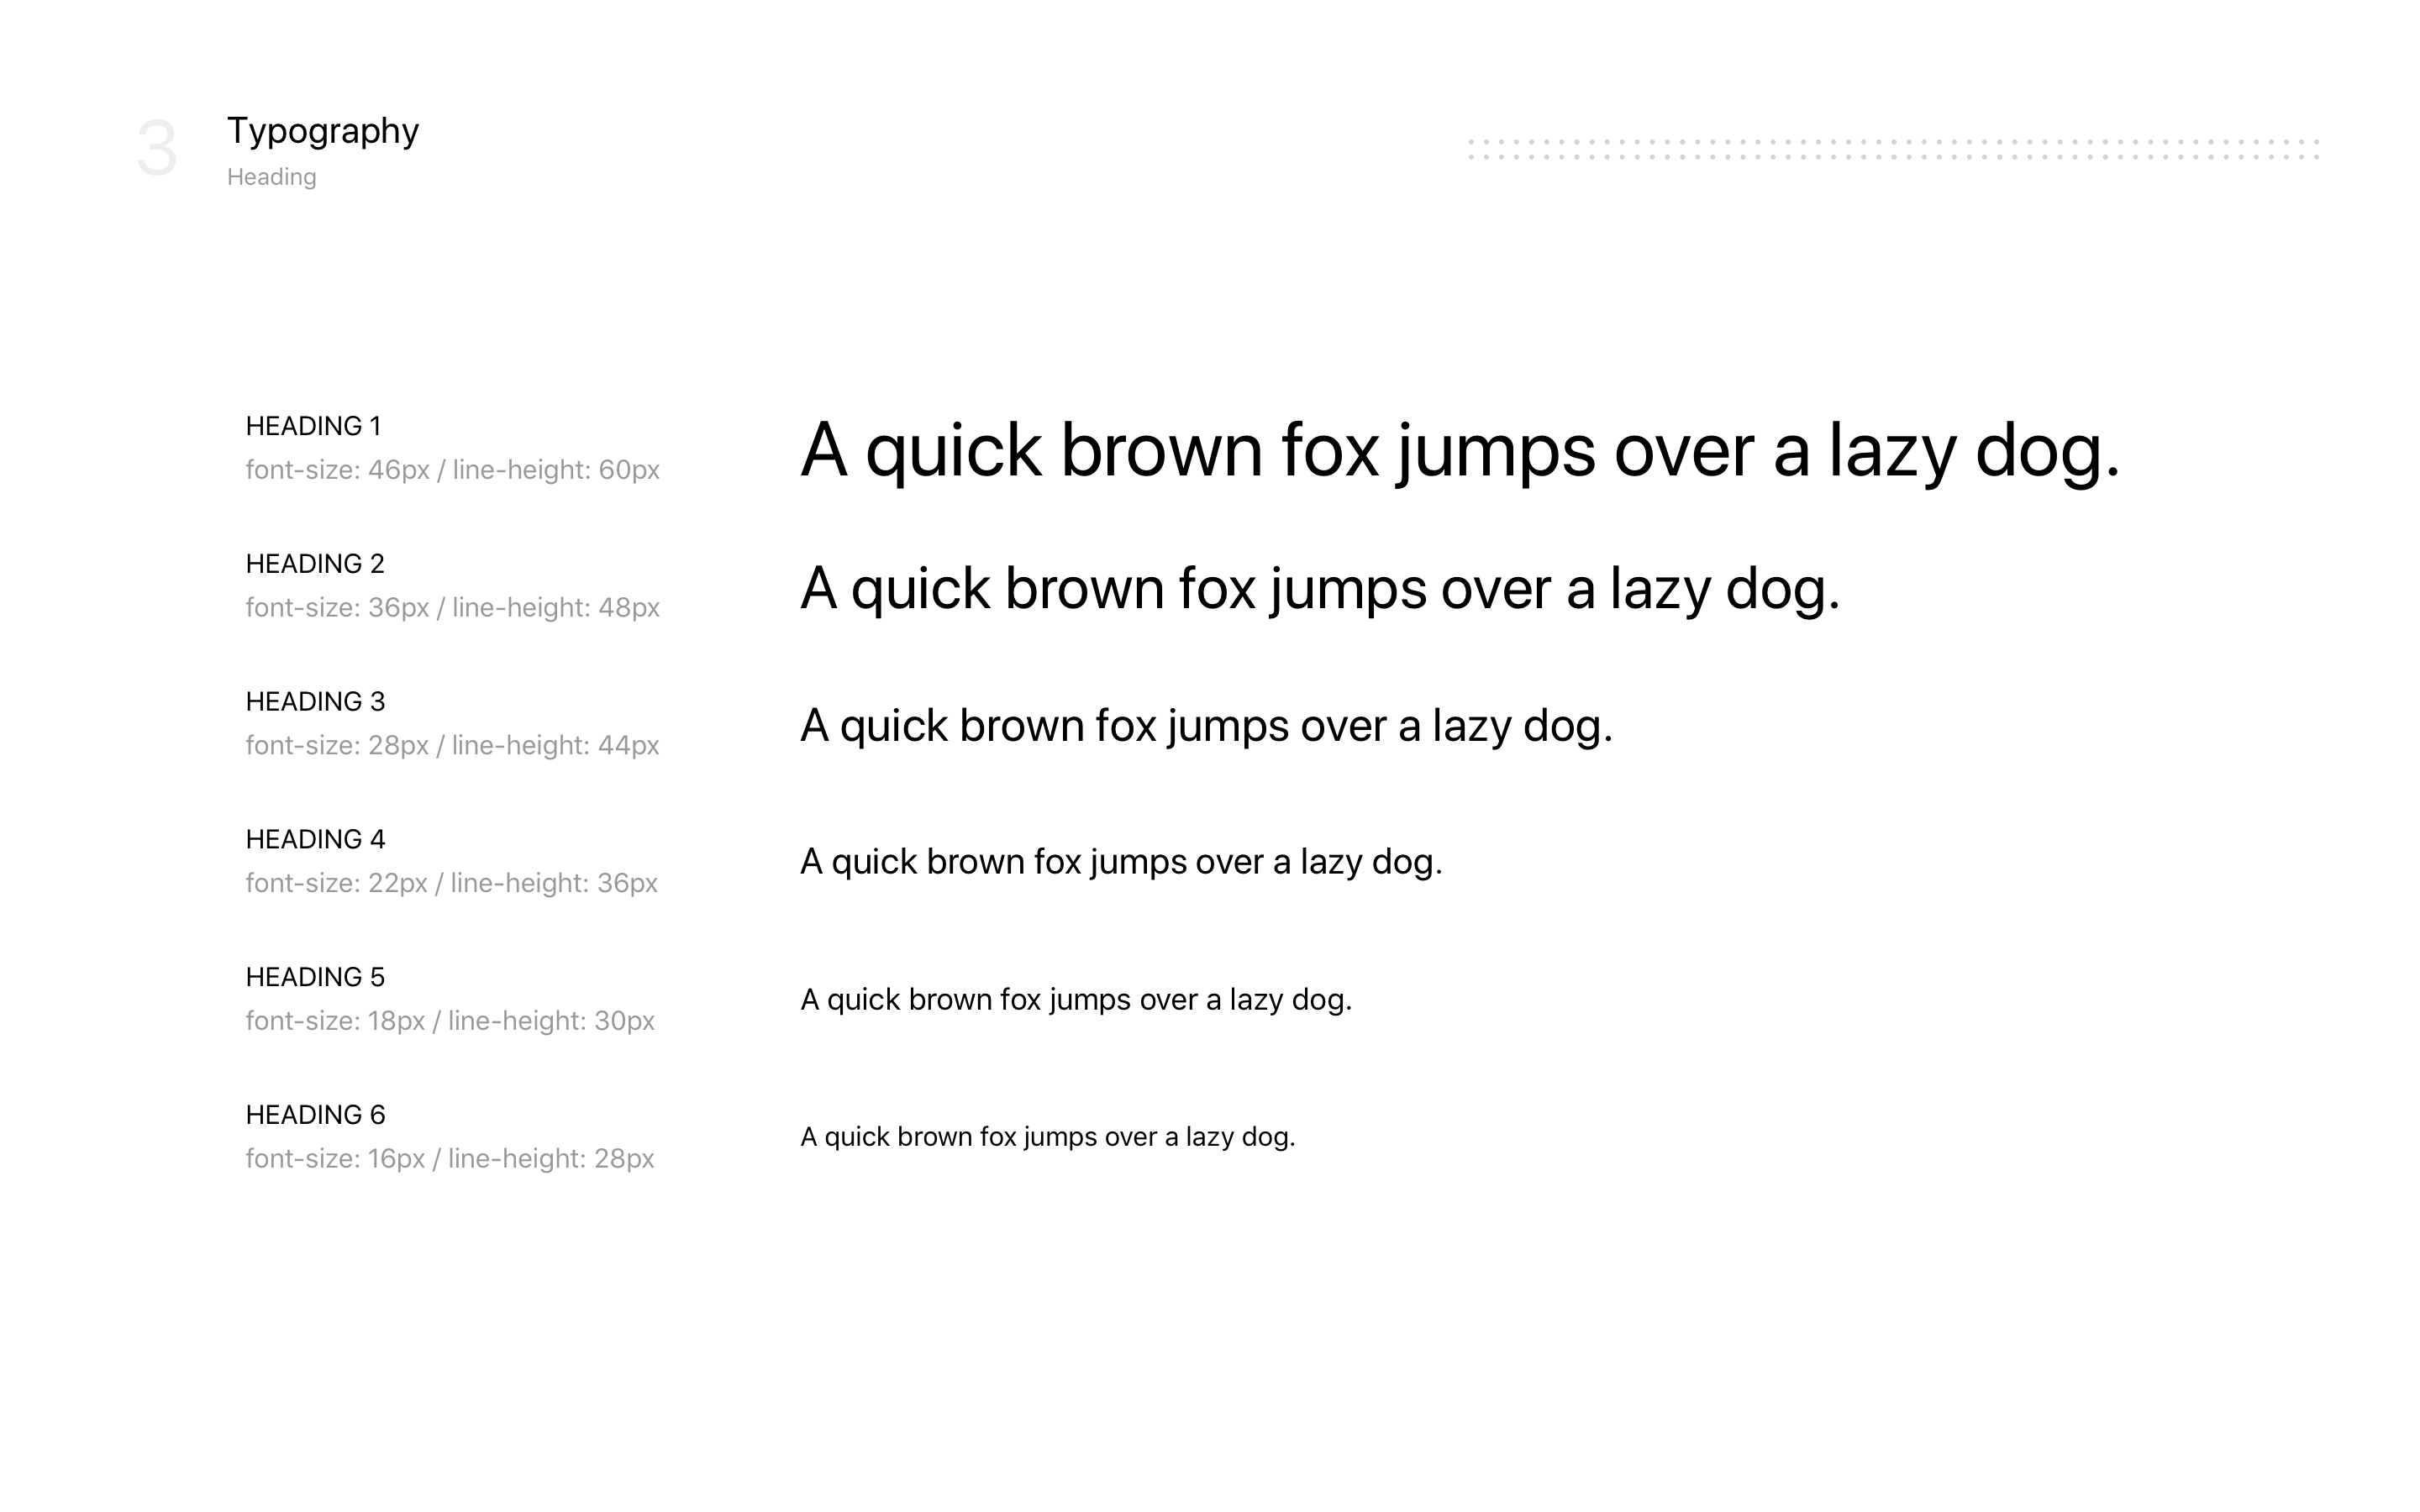 3
Typography
Heading
HEADING 1
font-size: 46px / line-height: 60px
A quick brown fox jumps over a lazy dog.
HEADING 2
font-size: 36px / line-height: 48px
A quick brown fox jumps over a lazy dog.
HEADING 3
font-size: 28px / line-height: 44px
A quick brown fox jumps over a lazy dog.
HEADING 4
font-size: 22px / line-height: 36px
A quick brown fox jumps over a lazy dog.
HEADING 5
font-size: 18px / line-height: 30px
A quick brown fox jumps over a lazy dog.
HEADING 6
font-size: 16px / line-height: 28px
A quick brown fox jumps over a lazy dog.